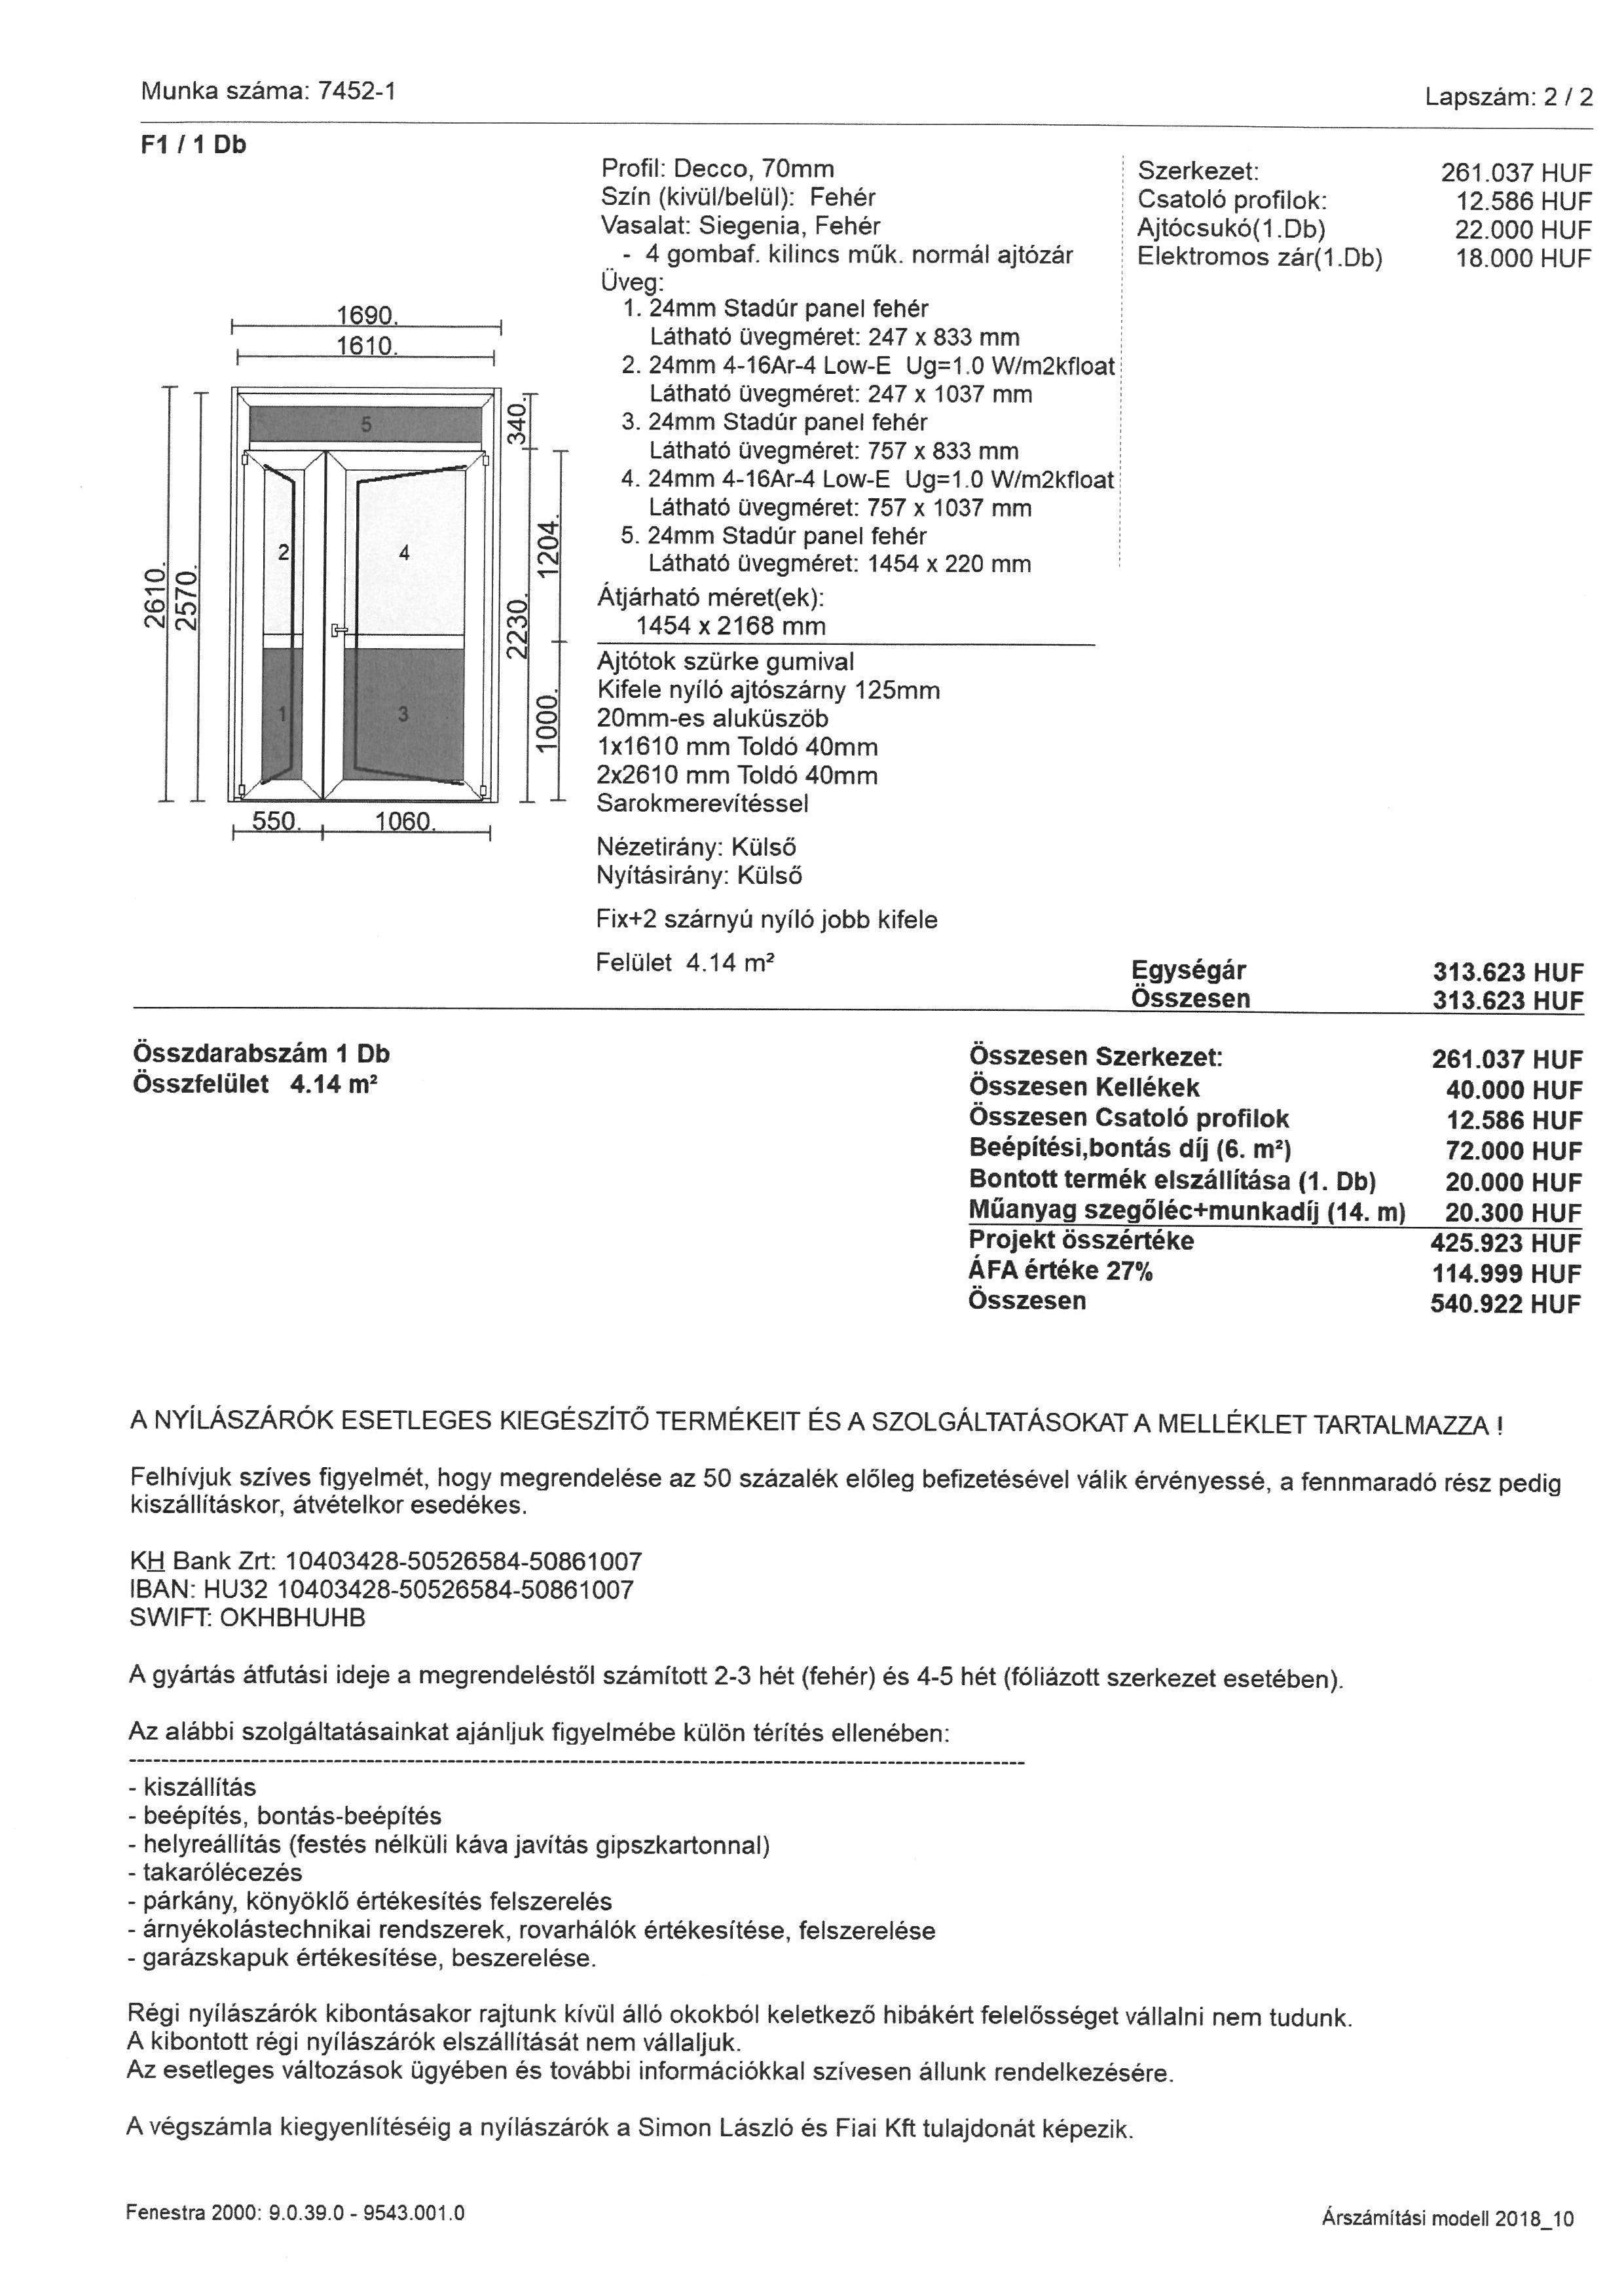 Munka száma: 7452-1
Lapszám: 2 / 2
F1 / 1 Db
Profil: Decco, 70mm
Szín (kivül/belül): Fehér
Vasalat: Siegenia, Fehér
- 4 gombaf. kilincs műk. normál ajtózár
Üveg:
1. 24mm Stadúr panel fehér
Látható üvegméret: 247 x 833 mm
2. 24mm 4-16Ar-4 Low-E Ug=1.0 W/m2kfloat
Látható üvegméret: 247 x 1037 mm
3. 24mm Stadúr panel fehér
Látható üvegméret: 757 x 833 mm
4. 24mm 4-16Ar-4 Low-E Ug=1.0 W/m2kfloat
Látható üvegméret: 757 x 1037 mm
5. 24mm Stadúr panel fehér
Látható üvegméret: 1454 x 220 mm
Átjárható méret(ek):
1454 x 2168 mm
Ajtótok szürke gumival
Kifele nyíló ajtószárny 125mm
20mm-es aluküszöb
1x1610 mm Toldó 40mm
2x2610 mm Toldó 40mm
Sarokmerevítéssel
Nézetirány: Külső
Nyításirány: Külső
Fix+2 szárnyú nyíló jobb kifele
Felület 4.14 m²
Szerkezet: 261.037 HUF
Csatoló profilok: 12.586 HUF
Ajtócsukó(1.Db) 22.000 HUF
Elektromos zár(1.Db) 18.000 HUF
1690.
1610.
2610.
2570.
340.
2230.
1204.
1000.
5
2
4
1
3
550.
1060.
Egységár 313.623 HUF
Összesen 313.623 HUF
Összdarabszám 1 Db
Összfelület 4.14 m²
Összesen Szerkezet: 261.037 HUF
Összesen Kellékek 40.000 HUF
Összesen Csatoló profilok 12.586 HUF
Beépítési,bontás díj (6. m²) 72.000 HUF
Bontott termék elszállítása (1. Db) 20.000 HUF
Műanyag szegőléc+munkadíj (14. m) 20.300 HUF
Projekt összértéke 425.923 HUF
ÁFA értéke 27% 114.999 HUF
Összesen 540.922 HUF
A NYÍLÁSZÁRÓK ESETLEGES KIEGÉSZÍTŐ TERMÉKEIT ÉS A SZOLGÁLTATÁSOKAT A MELLÉKLET TARTALMAZZA !
Felhívjuk szíves figyelmét, hogy megrendelése az 50 százalék előleg befizetésével válik érvényessé, a fennmaradó rész pedig
kiszállításkor, átvételkor esedékes.
KH Bank Zrt: 10403428-50526584-50861007
IBAN: HU32 10403428-50526584-50861007
SWIFT: OKHBHUHB
A gyártás átfutási ideje a megrendeléstől számított 2-3 hét (fehér) és 4-5 hét (fóliázott szerkezet esetében).
Az alábbi szolgáltatásainkat ajánljuk figyelmébe külön térítés ellenében:
- kiszállítás
- beépítés, bontás-beépítés
- helyreállítás (festés nélküli káva javítás gipszkartonnal)
- takarólécezés
- párkány, könyöklő értékesítés felszerelés
- árnyékolástechnikai rendszerek, rovarhálók értékesítése, felszerelése
- garázskapuk értékesítése, beszerelése.
Régi nyílászárók kibontásakor rajtunk kívül álló okokból keletkező hibákért felelősséget vállalni nem tudunk.
A kibontott régi nyílászárók elszállítását nem vállaljuk.
Az esetleges változások ügyében és további információkkal szívesen állunk rendelkezésére.
A végszámla kiegyenlítéséig a nyílászárók a Simon László és Fiai Kft tulajdonát képezik.
Fenestra 2000: 9.0.39.0 - 9543.001.0
Árszámítási modell 2018_10